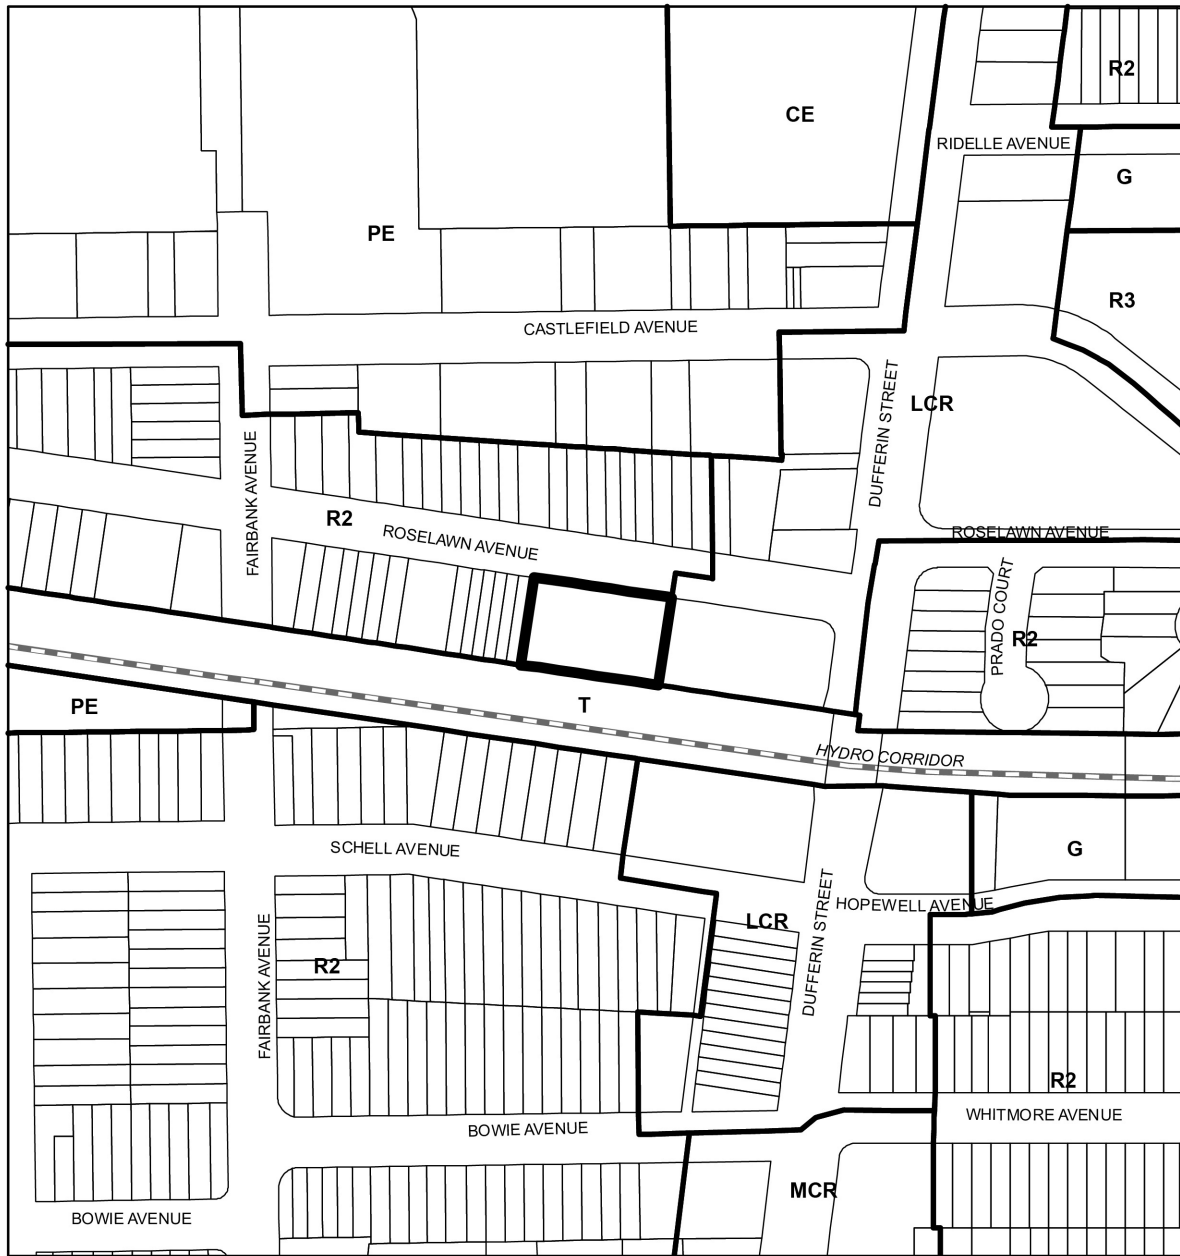 R2
CE
RIDELLE AVENUE
G
PE
R3
CASTLEFIELD AVENUE
DUFFERIN STREET
LCR
FAIRBANK AVENUE
R2
ROSELAWN AVENUE
ROSELAWN AVENUE
PRADO COURT
R2
T
PE
HYDRO CORRIDOR
SCHELL AVENUE
G
HOPEWELL AVENUE
LCR
DUFFERIN STREET
FAIRBANK AVENUE
R2
R2
WHITMORE AVENUE
BOWIE AVENUE
MCR
BOWIE AVENUE